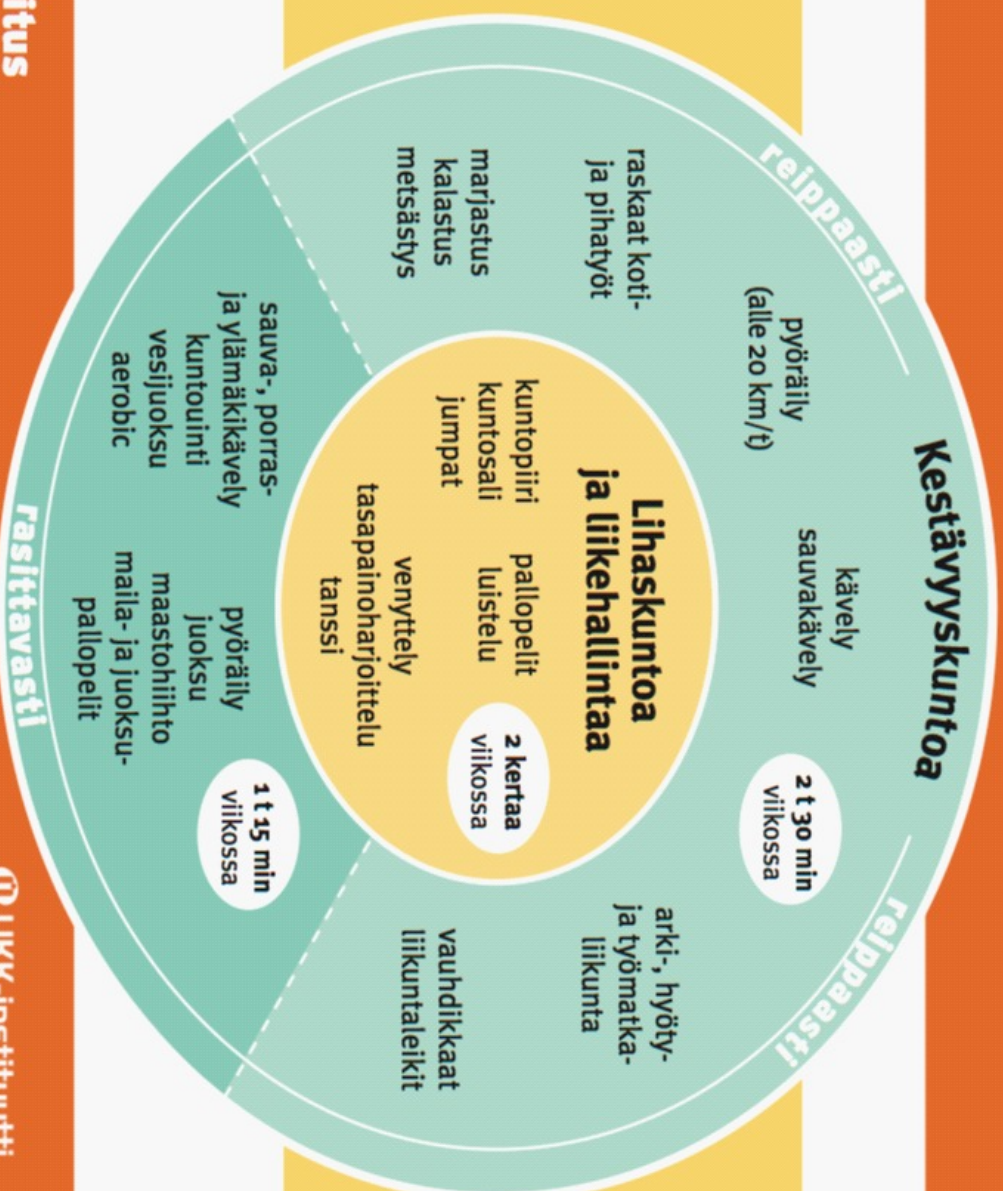 Kestävyyskuntoa
reippaasti
reippaasti
kävely
sauvakävely
pyöräily
(alle 20 km/t)
2 t 30 min
viikossa
raskaat koti-
ja pihatyöt
arki-, hyöty-
ja työmatka-
liikunta
marjastus
kalastus
metsästys
vauhdikkaat
liikuntaleikit
Lihaskuntoa
ja liikehallintaa
kuntopiiri
kuntosali
jumpat
pallopelit
luistelu
2 kertaa
viikossa
venyttely
tasapainoharjoittelu
tanssi
sauva-, porras-
ja ylämäkikävely
kuntouinti
vesijuoksu
aerobic
pyöräily
juoksu
maastohiihto
maila- ja juoksu-
pallopelit
1 t 15 min
viikossa
rasittavasti
itus
UKK-instituutti